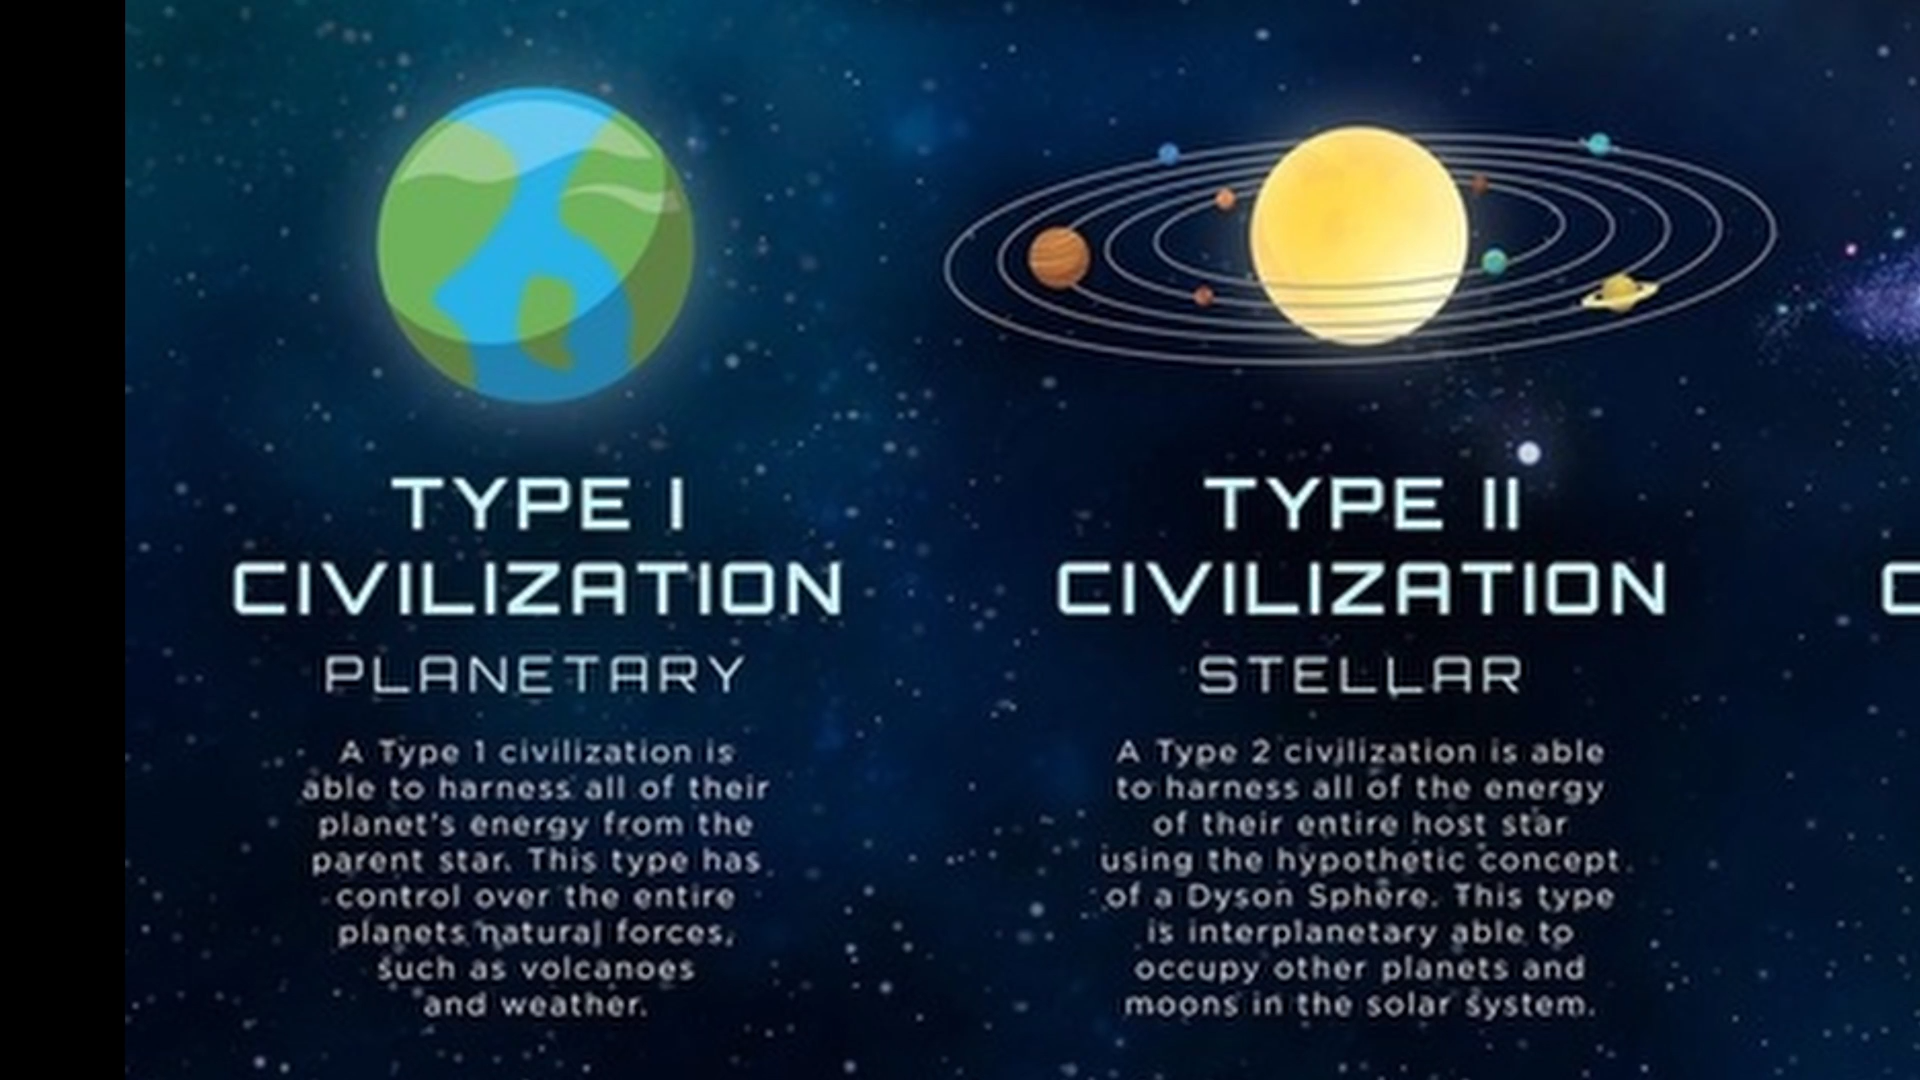 TYPE I
CIVILIZATION
PLANETARY
A Type 1 civilization is
able to harness all of their
planet's energy from the
parent star. This type has
control over the entire
planets natural forces,
such as volcanoes
and weather.
TYPE II
CIVILIZATION
STELLAR
A Type 2 civilization is able
to harness all of the energy
of their entire host star
using the hypothetic concept
of a Dyson Sphere. This type
is interplanetary able to
occupy other planets and
moons in the solar system.
C